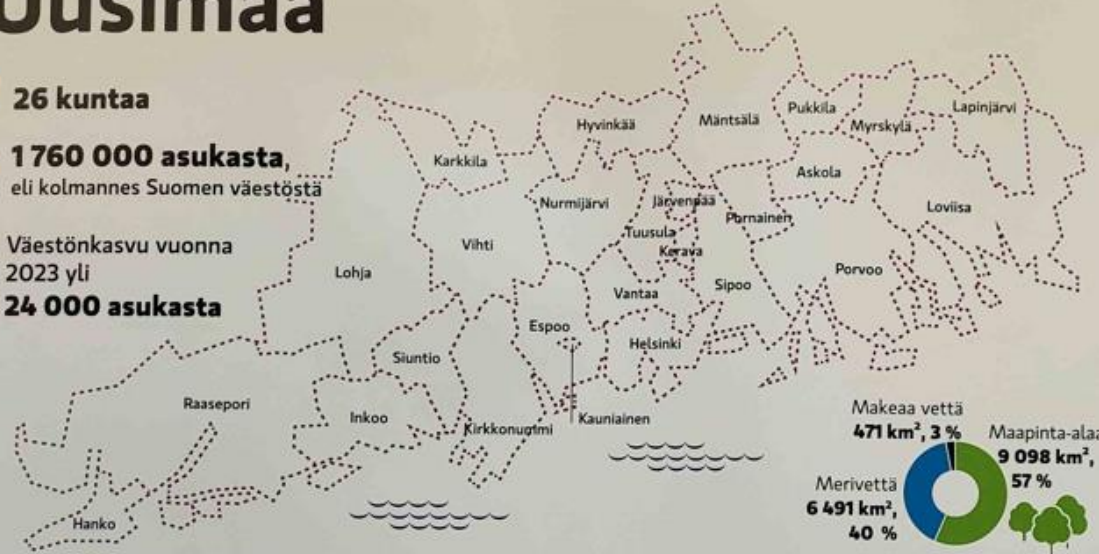 Uusimaa
26 kuntaa
1 760 000 asukasta,
eli kolmannes Suomen väestöstä
Väestönkasvu vuonna
2023 yli
24 000 asukasta
Hyvinkää
Mäntsälä
Pukkila
Myrskylä
Lapinjärvi
Karkkila
Askola
Nurmijärvi
Järvenpää
Pornainen
Loviisa
Tuusula
Kerava
Vihti
Lohja
Vantaa
Sipoo
Porvoo
Espoo
Helsinki
Siuntio
Raasepori
Inkoo
Kirkkonummi
Kauniainen
Hanko
Makeaa vettä
471 km², 3 %
Maapinta-alaa
9 098 km²,
57 %
Merivettä
6 491 km²,
40 %